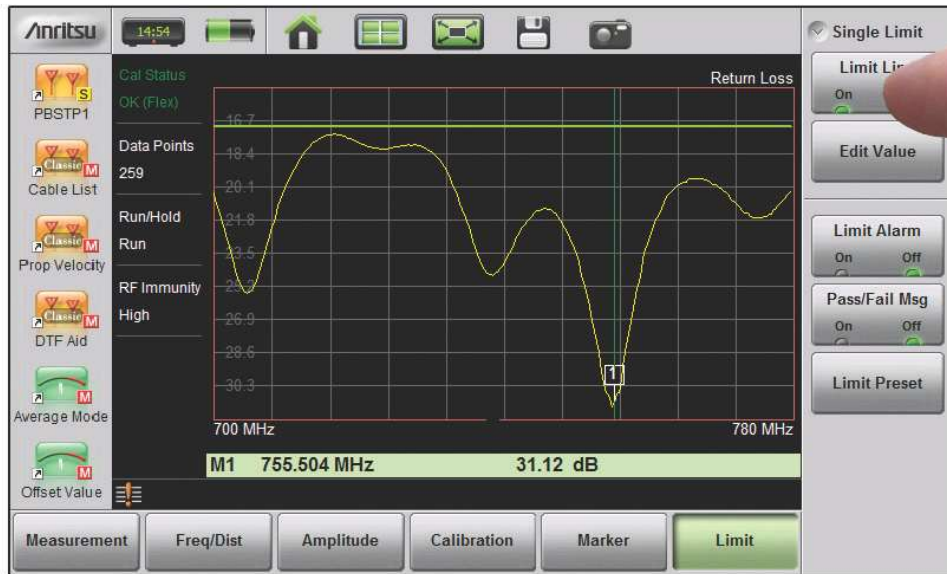 Anritsu
14:54
Single Limit
Limit
On
Edit Value
Limit Alarm
On Off
Pass/Fail Msg
On Off
Limit Preset
S
PBSTP1
Classic M
Cable List
Classic M
Prop Velocity
Classic M
DTF Aid
M
Average Mode
M
Offset Value
Cal Status
OK (Flex)
Data Points
259
Run/Hold
Run
RF Immunity
High
Return Loss
16.7
18.4
20.1
21.8
23.5
26.9
28.6
30.3
1
700 MHz 780 MHz
M1 755.504 MHz 31.12 dB
Measurement Freq/Dist Amplitude Calibration Marker Limit